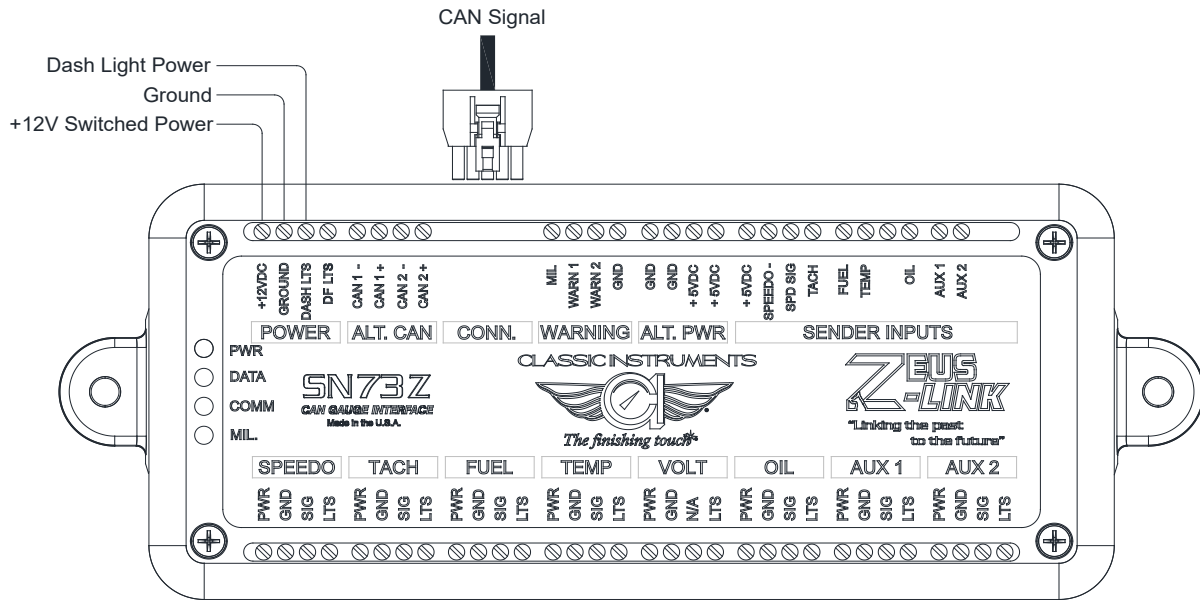 CAN Signal
Dash Light Power
Ground
+12V Switched Power
+12VDC GROUND DASH LTS DF LTS CAN 1 - CAN 1 + CAN 2 - CAN 2 + MIL WARN 1 WARN 2 GND GND GND + 5VDC + 5VDC + 5VDC SPEEDO - SPD SIG TACH FUEL TEMP OIL AUX 1 AUX 2
POWER ALT. CAN CONN. WARNING ALT. PWR SENDER INPUTS
PWR
DATA
COMM
MIL.
SN73Z
CAN GAUGE INTERFACE
Made in the U.S.A.
CLASSIC INSTRUMENTS
CI
The finishing touch
ZEUS
-LINK
"Linking the past
to the future"
SPEEDO TACH FUEL TEMP VOLT OIL AUX 1 AUX 2
PWR GND SIG LTS PWR GND SIG LTS PWR GND SIG LTS PWR GND SIG LTS PWR GND N/A LTS PWR GND SIG LTS PWR GND SIG LTS PWR GND SIG LTS